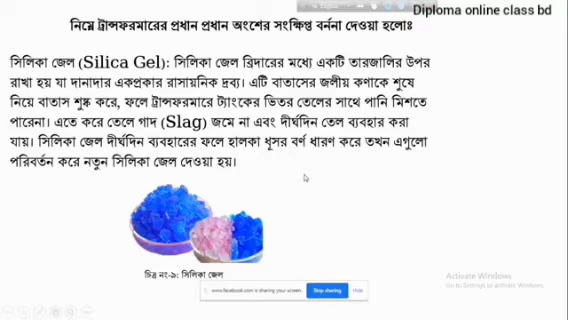 Diploma online class bd
নিম্নে ট্রান্সফরমারের প্রধান প্রধান অংশের সংক্ষিপ্ত বর্ননা দেওয়া হলোঃ
সিলিকা জেল (Silica Gel): সিলিকা জেল ব্রিদারের মধ্যে একটি তারজালির উপর
রাখা হয় যা দানাদার একপ্রকার রাসায়নিক দ্রব্য। এটি বাতাসের জলীয় কণাকে শুষে
নিয়ে বাতাস শুষ্ক করে, ফলে ট্রান্সফরমারে ট্যাংকের ভিতর তেলের সাথে পানি মিশতে
পারেনা। এতে করে তেলে গাদ (Slag) জমে না এবং দীর্ঘদিন তেল ব্যবহার করা
যায়। সিলিকা জেল দীর্ঘদিন ব্যবহারের ফলে হালকা ধূসর বর্ণ ধারণ করে তখন এগুলো
পরিবর্তন করে নতুন সিলিকা জেল দেওয়া হয়।
চিত্র নং-৯: সিলিকা জেল
Activate Windows
Go to Settings to activate Windows.
www.facebook.com is sharing your screen. Stop sharing Hide